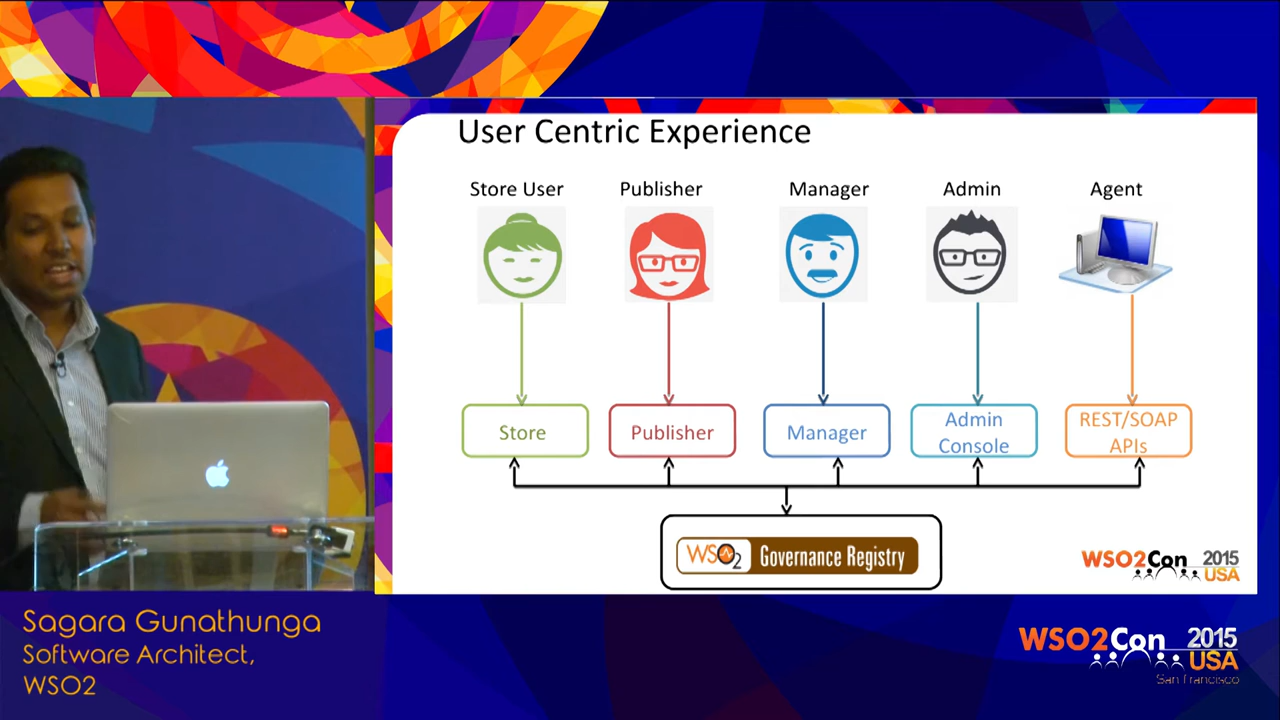 User Centric Experience
Store User
Publisher
Manager
Admin
Agent
Store
Publisher
Manager
Admin
Console
REST/SOAP
APIs
WSO2 Governance Registry
WSO2Con 2015
USA
Sagara Gunathunga
Software Architect,
WSO2
WSO2Con 2015
USA
San Francisco